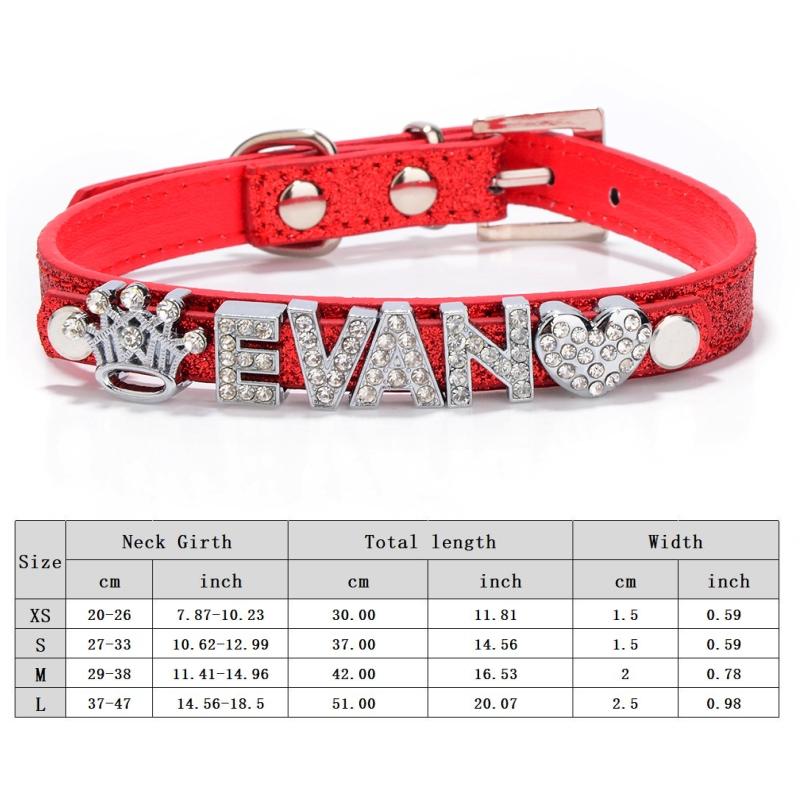 EVAN
Size Neck Girth Total length Width
cm inch cm inch cm inch
XS 20-26 7.87-10.23 30.00 11.81 1.5 0.59
S 27-33 10.62-12.99 37.00 14.56 1.5 0.59
M 29-38 11.41-14.96 42.00 16.53 2 0.78
L 37-47 14.56-18.5 51.00 20.07 2.5 0.98